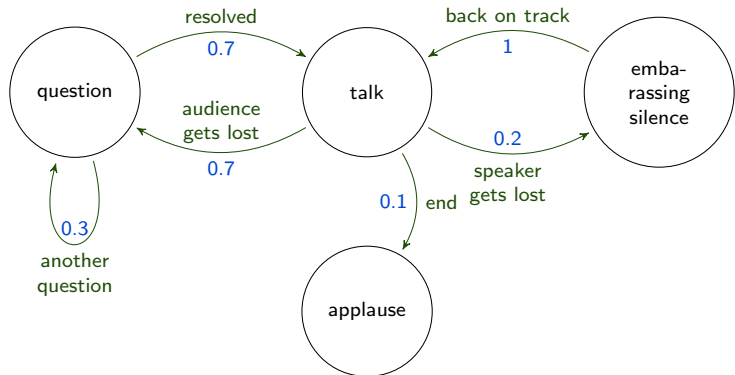 resolved
0.7
back on track
1
question
talk
emba-
rassing
silence
audience
gets lost
0.7
0.2
speaker
gets lost
0.1
end
0.3
another
question
applause